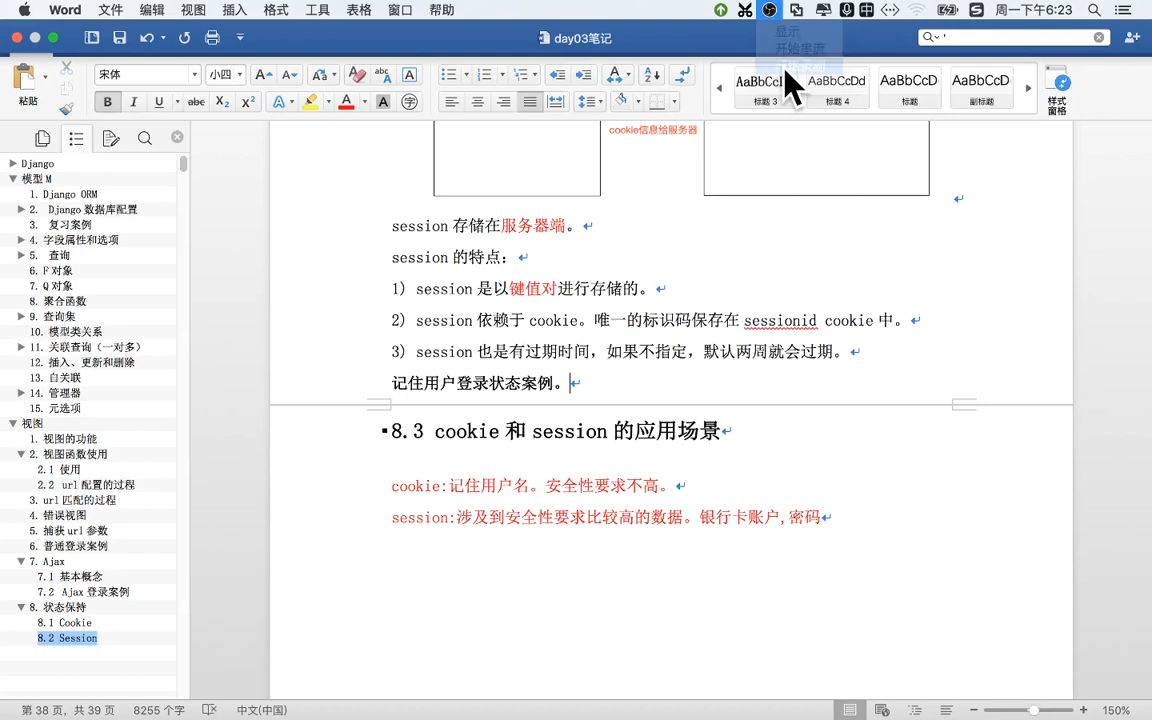 Word 文件 编辑 视图 插入 格式 工具 表格 窗口 帮助 周一下午6:23
显示
开始串流
day03笔记
宋体 小四
粘贴
AaBbCcDd AaBbCcD AaBbCcD
标题 3 标题 4 标题 副标题
样式
窗格
Django
模型 M
1. Django ORM
2. Django 数据库配置
3. 复习案例
4. 字段属性和选项
5. 查询
6. F 对象
7. Q 对象
8. 聚合函数
9. 查询集
10. 模型类关系
11. 关联查询（一对多）
12. 插入、更新和删除
13. 自关联
14. 管理器
15. 元选项
视图
1. 视图的功能
2. 视图函数使用
2.1 使用
2.2 url 配置的过程
3. url 匹配的过程
4. 错误视图
5. 捕获 url 参数
6. 普通登录案例
7. Ajax
7.1 基本概念
7.2 Ajax 登录案例
8. 状态保持
8.1 Cookie
8.2 Session
cookie信息给服务器
session 存储在服务器端。
session 的特点：
1) session 是以键值对进行存储的。
2) session 依赖于 cookie。唯一的标识码保存在 sessionid cookie 中。
3) session 也是有过期时间，如果不指定，默认两周就会过期。
记住用户登录状态案例。
8.3 cookie 和 session 的应用场景
cookie:记住用户名。安全性要求不高。
session:涉及到安全性要求比较高的数据。银行卡账户,密码
第 38 页，共 39 页 8255 个字 中文(中国) 150%